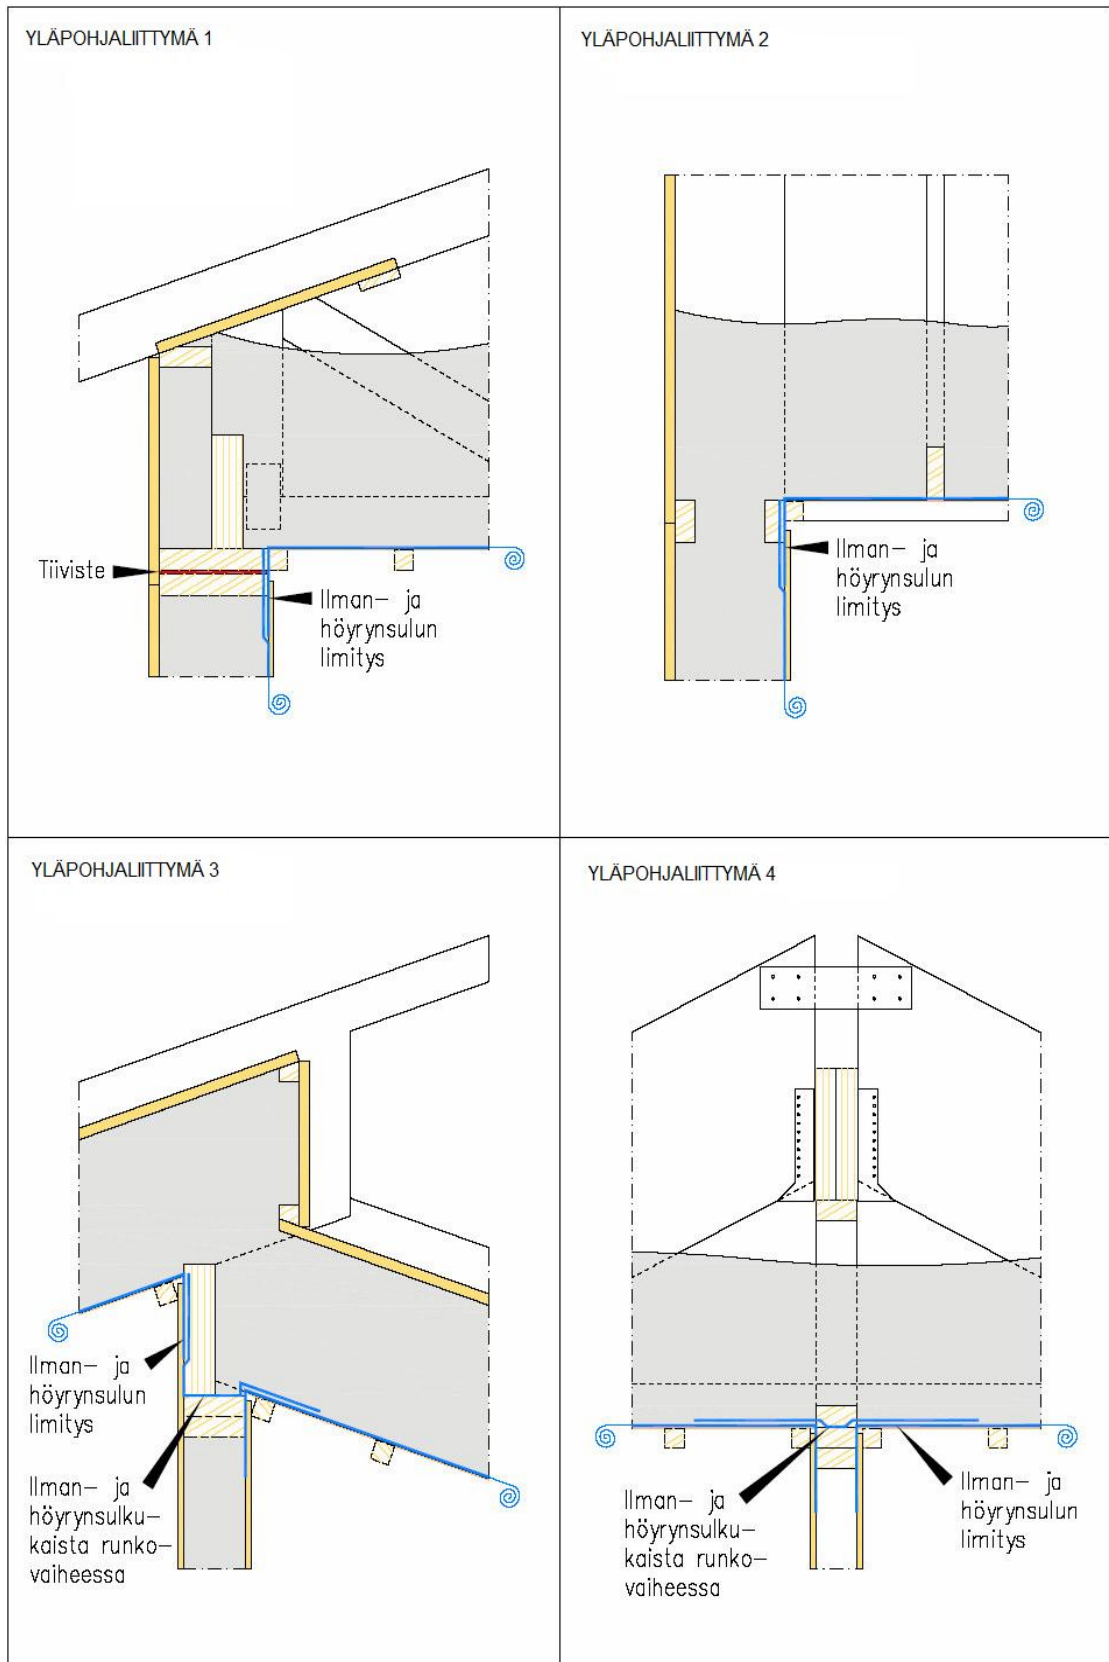 YLÄPOHJALIITTYMÄ 1
Tiiviste
Ilman– ja
höyrynsulun
limitys
YLÄPOHJALIITTYMÄ 2
Ilman– ja
höyrynsulun
limitys
YLÄPOHJALIITTYMÄ 3
Ilman– ja
höyrynsulun
limitys
Ilman– ja
höyrynsulku–
kaista runko–
vaiheessa
YLÄPOHJALIITTYMÄ 4
Ilman– ja
höyrynsulku–
kaista runko–
vaiheessa
Ilman– ja
höyrynsulun
limitys